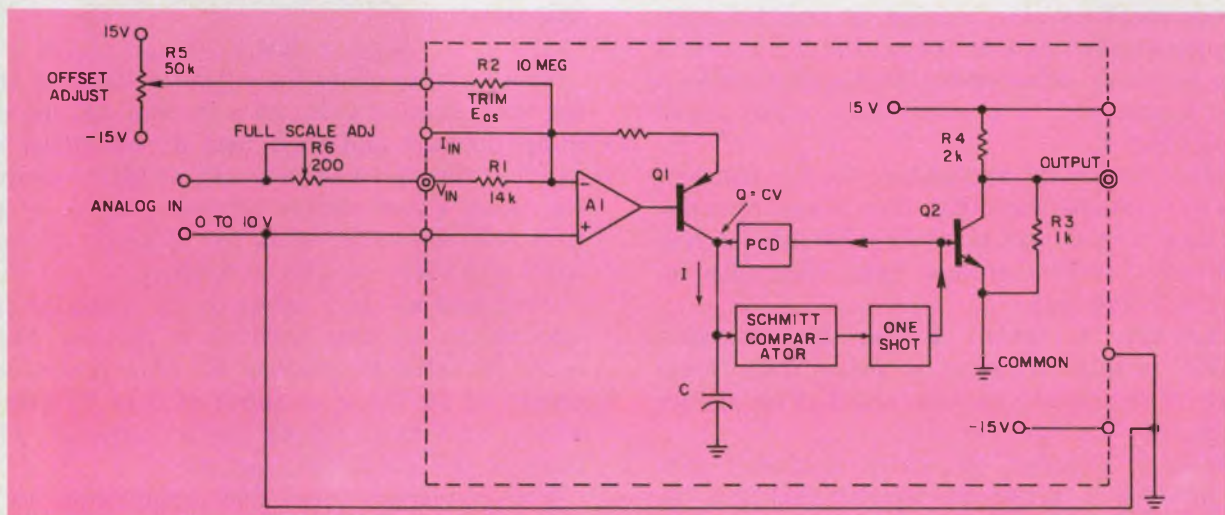 15V
R5
50k
OFFSET
ADJUST
-15V
FULL SCALE ADJ
R6
200
ANALOG IN
0 TO 10 V
R2 10 MEG
TRIM
Eos
IIN
VIN
R1
14k
-
+
A1
Q1
Q = CV
PCD
I
SCHMITT
COMPAR-
ATOR
ONE
SHOT
C
15V
R4
2k
OUTPUT
Q2
R3
1k
COMMON
-15V